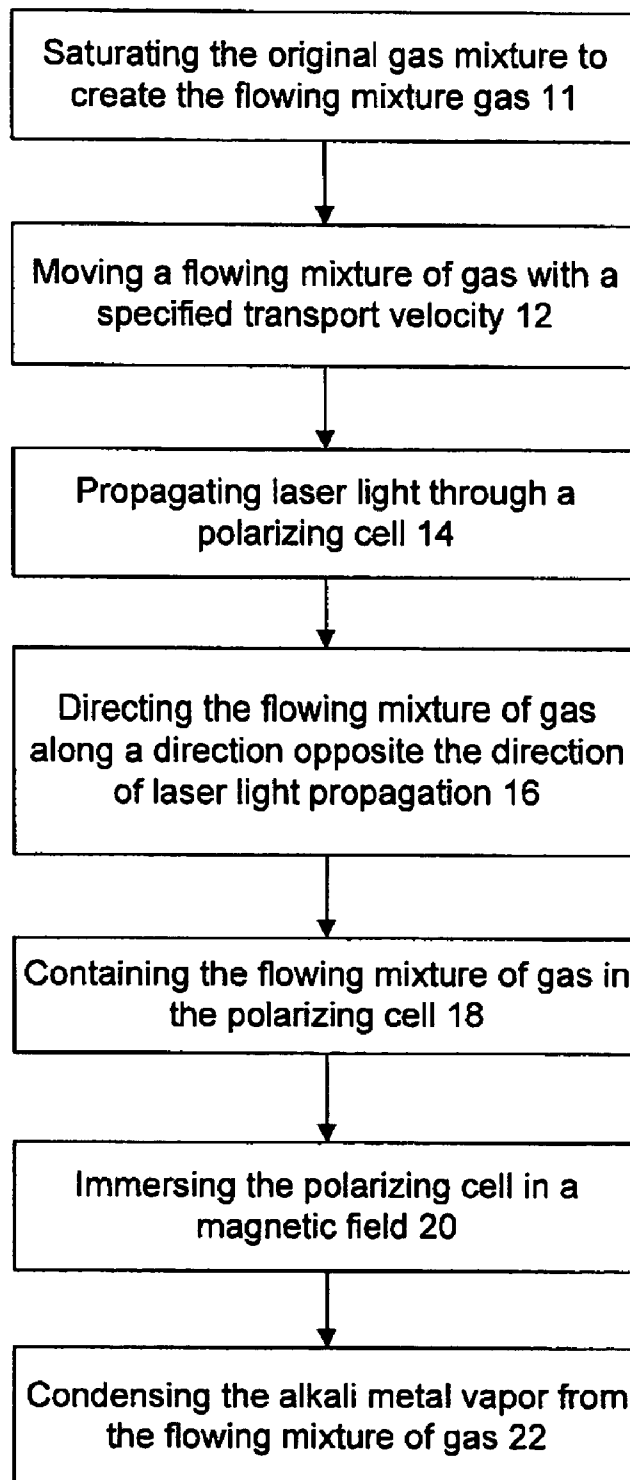 Saturating the original gas mixture to
create the flowing mixture gas 11
Moving a flowing mixture of gas with a
specified transport velocity 12
Propagating laser light through a
polarizing cell 14
Directing the flowing mixture of gas
along a direction opposite the direction
of laser light propagation 16
Containing the flowing mixture of gas in
the polarizing cell 18
Immersing the polarizing cell in a
magnetic field 20
Condensing the alkali metal vapor from
the flowing mixture of gas 22